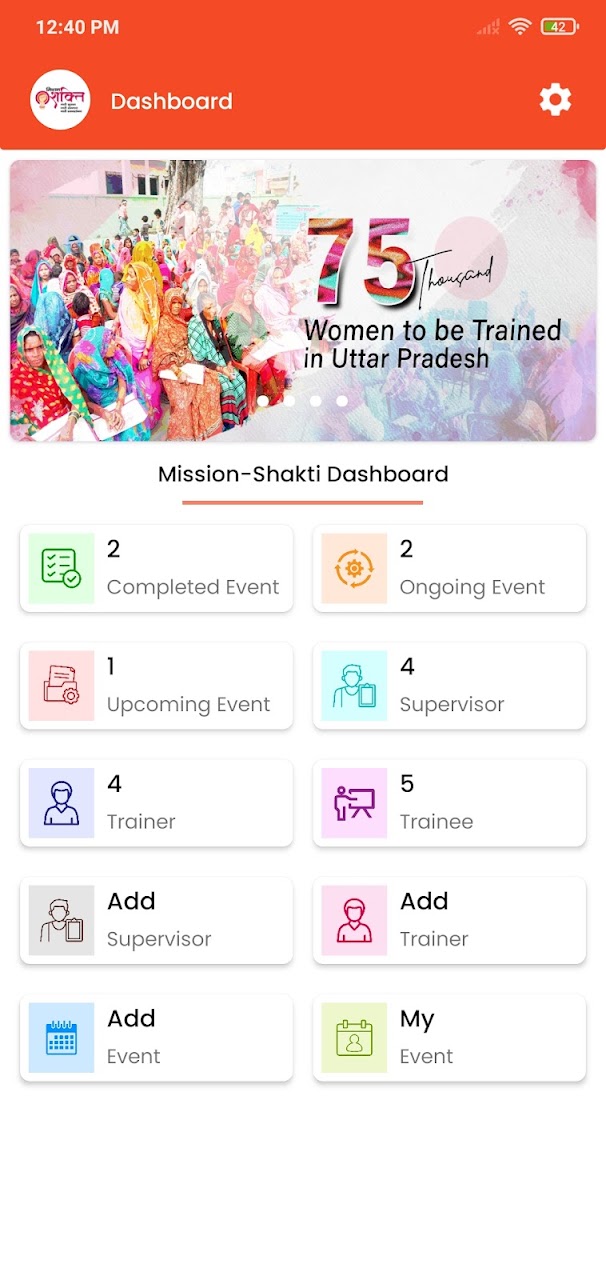 12:40 PM
42
मिशन
शक्ति
Dashboard
75
Thousand
Women to be Trained
in Uttar Pradesh
Mission-Shakti Dashboard
2
Completed Event
2
Ongoing Event
1
Upcoming Event
4
Supervisor
4
Trainer
5
Trainee
Add
Supervisor
Add
Trainer
Add
Event
My
Event